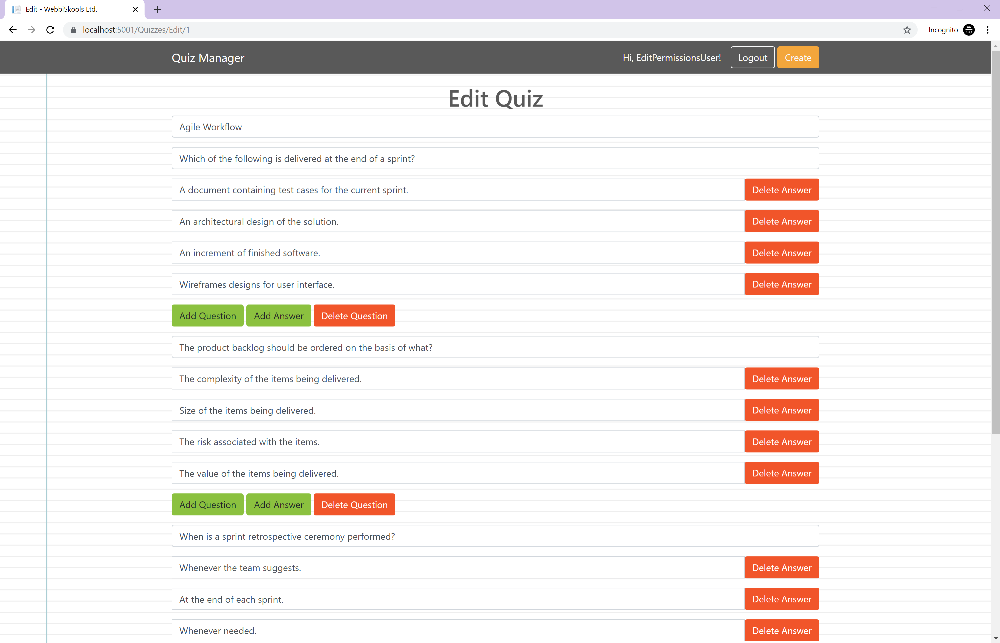 Edit - WebbiSkools Ltd.
localhost:5001/Quizzes/Edit/1
Incognito
Quiz Manager
Hi, EditPermissionsUser!
Logout
Create
Edit Quiz
Agile Workflow
Which of the following is delivered at the end of a sprint?
A document containing test cases for the current sprint.
Delete Answer
An architectural design of the solution.
Delete Answer
An increment of finished software.
Delete Answer
Wireframes designs for user interface.
Delete Answer
Add Question
Add Answer
Delete Question
The product backlog should be ordered on the basis of what?
The complexity of the items being delivered.
Delete Answer
Size of the items being delivered.
Delete Answer
The risk associated with the items.
Delete Answer
The value of the items being delivered.
Delete Answer
Add Question
Add Answer
Delete Question
When is a sprint retrospective ceremony performed?
Whenever the team suggests.
Delete Answer
At the end of each sprint.
Delete Answer
Whenever needed.
Delete Answer